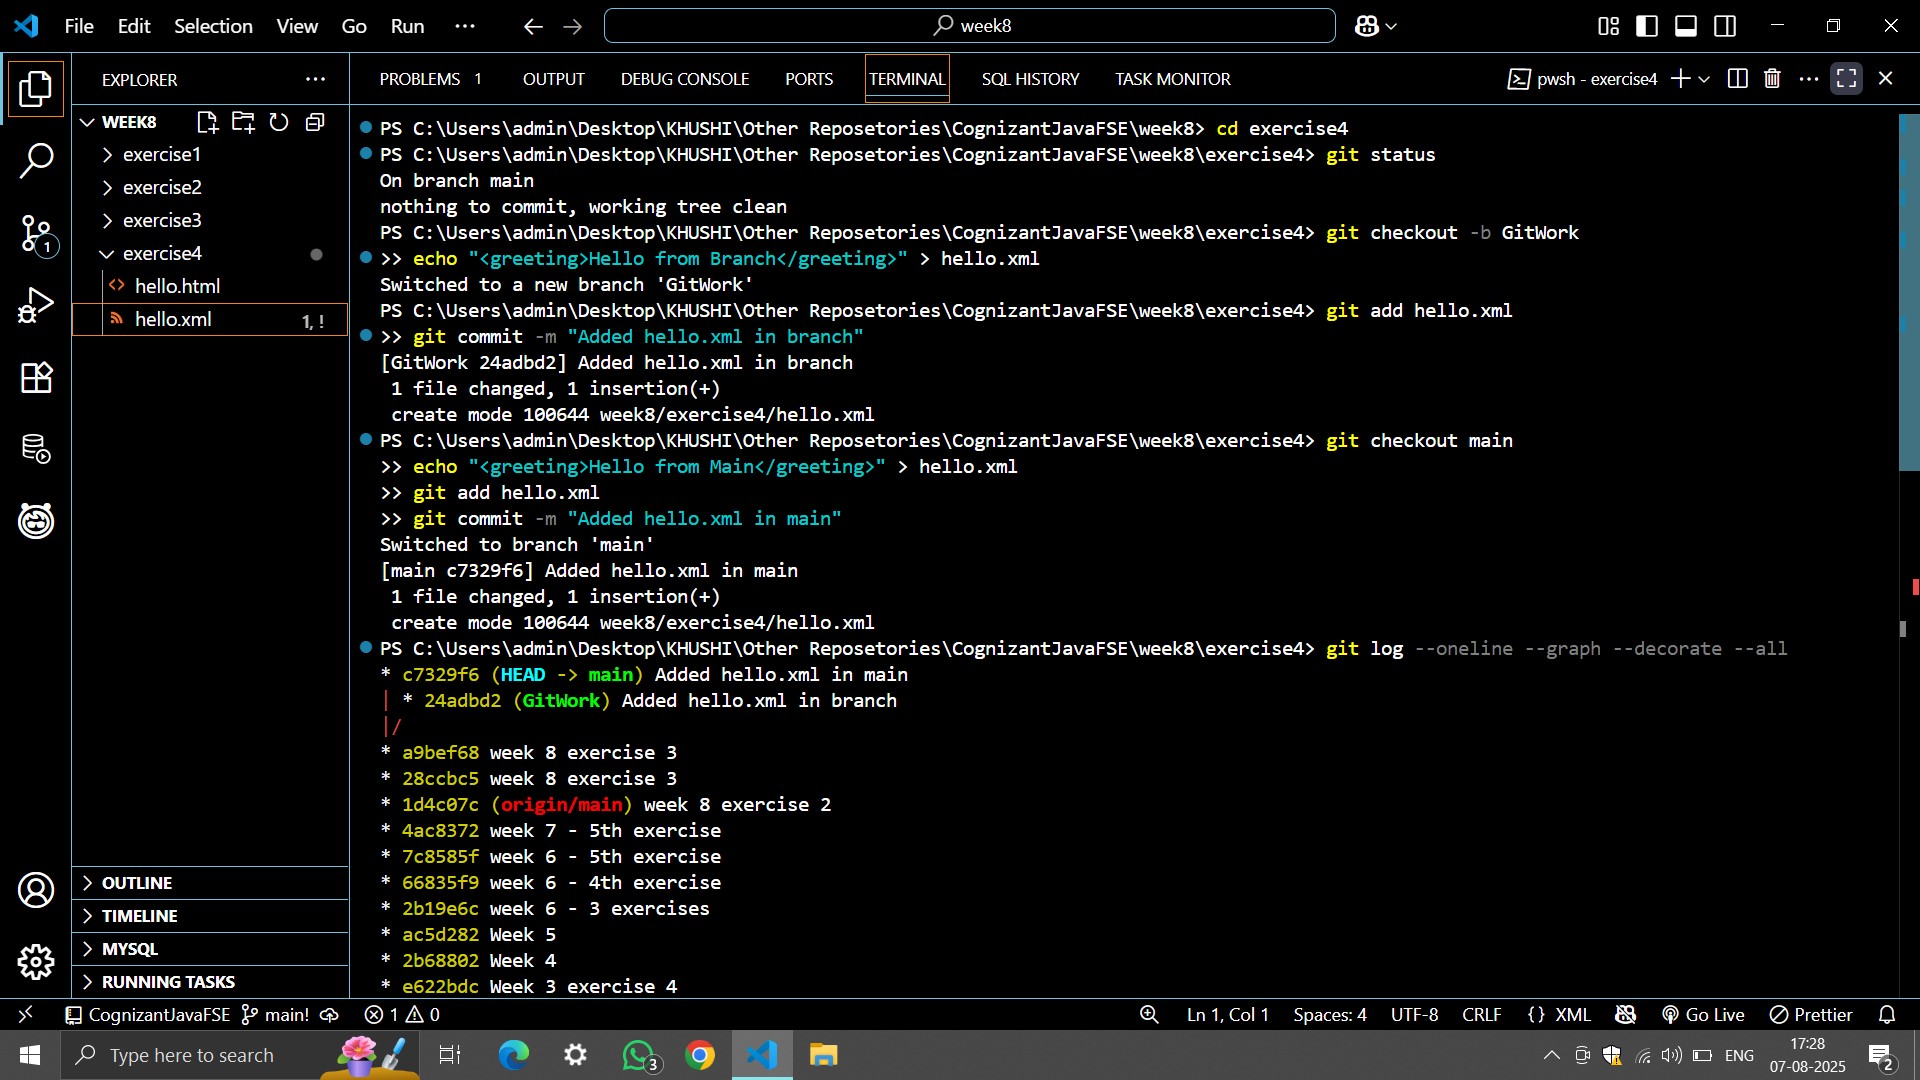 File Edit Selection View Go Run ··· week8
EXPLORER ···
WEEK8
exercise1
exercise2
exercise3
exercise4
hello.html
hello.xml 1, !
OUTLINE
TIMELINE
MYSQL
RUNNING TASKS
1
PROBLEMS 1 OUTPUT DEBUG CONSOLE PORTS TERMINAL SQL HISTORY TASK MONITOR pwsh - exercise4
PS C:\Users\admin\Desktop\KHUSHI\Other Reposetories\CognizantJavaFSE\week8> cd exercise4
PS C:\Users\admin\Desktop\KHUSHI\Other Reposetories\CognizantJavaFSE\week8\exercise4> git status
On branch main
nothing to commit, working tree clean
PS C:\Users\admin\Desktop\KHUSHI\Other Reposetories\CognizantJavaFSE\week8\exercise4> git checkout -b GitWork
>> echo "<greeting>Hello from Branch</greeting>" > hello.xml
Switched to a new branch 'GitWork'
PS C:\Users\admin\Desktop\KHUSHI\Other Reposetories\CognizantJavaFSE\week8\exercise4> git add hello.xml
>> git commit -m "Added hello.xml in branch"
[GitWork 24adbd2] Added hello.xml in branch
 1 file changed, 1 insertion(+)
 create mode 100644 week8/exercise4/hello.xml
PS C:\Users\admin\Desktop\KHUSHI\Other Reposetories\CognizantJavaFSE\week8\exercise4> git checkout main
>> echo "<greeting>Hello from Main</greeting>" > hello.xml
>> git add hello.xml
>> git commit -m "Added hello.xml in main"
Switched to branch 'main'
[main c7329f6] Added hello.xml in main
 1 file changed, 1 insertion(+)
 create mode 100644 week8/exercise4/hello.xml
PS C:\Users\admin\Desktop\KHUSHI\Other Reposetories\CognizantJavaFSE\week8\exercise4> git log --oneline --graph --decorate --all
* c7329f6 (HEAD -> main) Added hello.xml in main
| * 24adbd2 (GitWork) Added hello.xml in branch
|/
* a9bef68 week 8 exercise 3
* 28ccbc5 week 8 exercise 3
* 1d4c07c (origin/main) week 8 exercise 2
* 4ac8372 week 7 - 5th exercise
* 7c8585f week 6 - 5th exercise
* 66835f9 week 6 - 4th exercise
* 2b19e6c week 6 - 3 exercises
* ac5d282 Week 5
* 2b68802 Week 4
* e622bdc Week 3 exercise 4
CognizantJavaFSE main! 1 0 Ln 1, Col 1 Spaces: 4 UTF-8 CRLF {} XML Go Live Prettier
Type here to search 3 ENG 17:28 2
07-08-2025